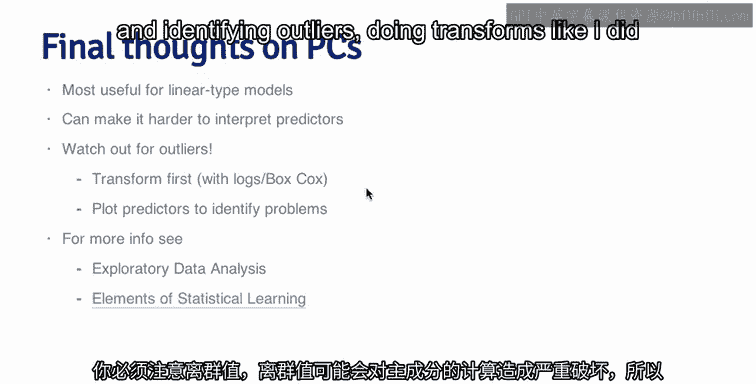 and identifying outliers, doing transforms like I did
Final thoughts on PCs
Most useful for linear-type models
Can make it harder to interpret predictors
Watch out for outliers!
- Transform first (with logs/Box Cox)
- Plot predictors to identify problems
For more info see
- Exploratory Data Analysis
- Elements of Statistical Learning
你必须注意离群值，离群值可能会对主成分的计算造成严重破坏，所以